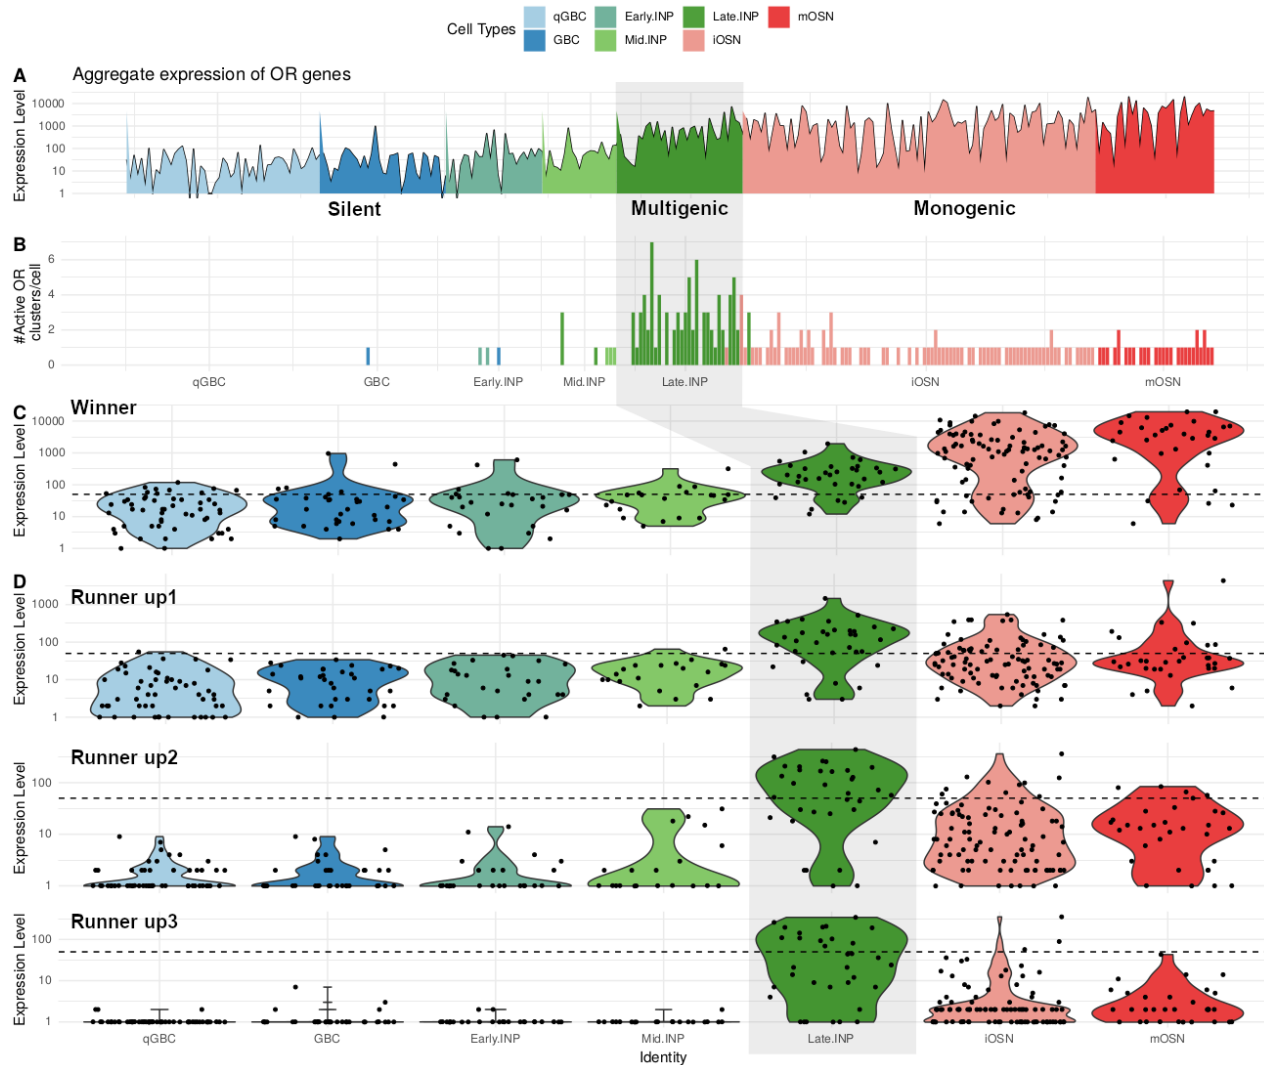 Cell Types qGBC Early.INP Late.INP mOSN
GBC Mid.INP iOSN
A Aggregate expression of OR genes
Expression Level
10000
1000
100
10
1
Silent Multigenic Monogenic
B
#Active OR
clusters/cell
6
4
2
0
qGBC GBC Early.INP Mid.INP Late.INP iOSN mOSN
C Winner
Expression Level
10000
1000
100
10
1
D
Runner up1
Expression Level
1000
100
10
1
Runner up2
Expression Level
100
10
1
Runner up3
Expression Level
100
10
1
qGBC GBC Early.INP Mid.INP Late.INP iOSN mOSN
Identity